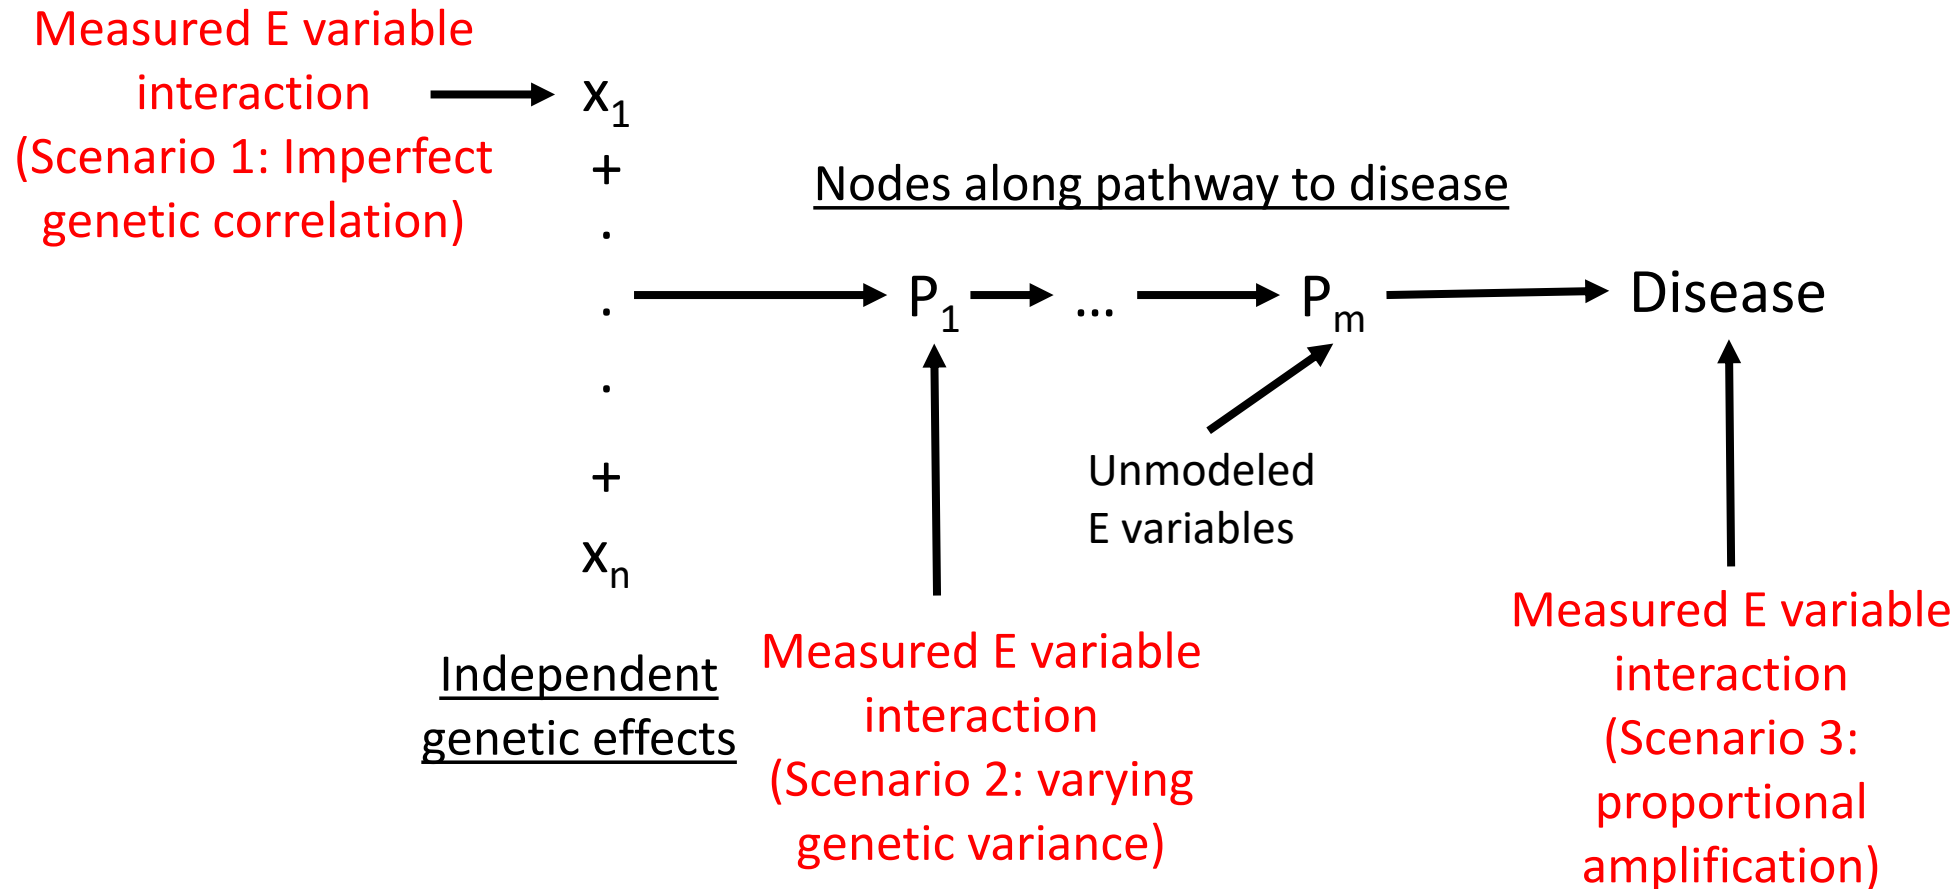 Measured E variable
interaction
(Scenario 1: Imperfect
genetic correlation)
x1
+
.
.
.
+
xn
Independent
genetic effects
Nodes along pathway to disease
P1
...
Pm
Disease
Unmodeled
E variables
Measured E variable
interaction
(Scenario 2: varying
genetic variance)
Measured E variable
interaction
(Scenario 3:
proportional
amplification)